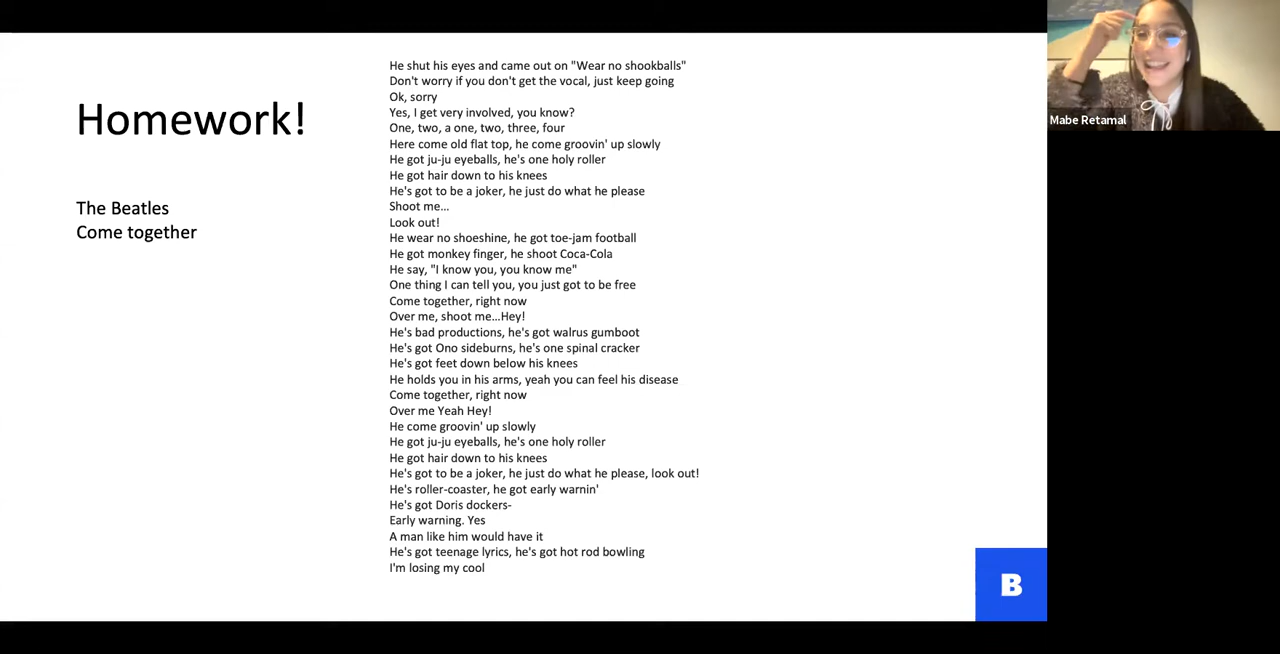 Homework!
The Beatles
Come together
He shut his eyes and came out on "Wear no shookballs"
Don't worry if you don't get the vocal, just keep going
Ok, sorry
Yes, I get very involved, you know?
One, two, a one, two, three, four
Here come old flat top, he come groovin' up slowly
He got ju-ju eyeballs, he's one holy roller
He got hair down to his knees
He's got to be a joker, he just do what he please
Shoot me…
Look out!
He wear no shoeshine, he got toe-jam football
He got monkey finger, he shoot Coca-Cola
He say, "I know you, you know me"
One thing I can tell you, you just got to be free
Come together, right now
Over me, shoot me…Hey!
He's bad productions, he's got walrus gumboot
He's got Ono sideburns, he's one spinal cracker
He's got feet down below his knees
He holds you in his arms, yeah you can feel his disease
Come together, right now
Over me Yeah Hey!
He come groovin' up slowly
He got ju-ju eyeballs, he's one holy roller
He got hair down to his knees
He's got to be a joker, he just do what he please, look out!
He's roller-coaster, he got early warnin'
He's got Doris dockers-
Early warning. Yes
A man like him would have it
He's got teenage lyrics, he's got hot rod bowling
I'm losing my cool
Mabe Retamal
B